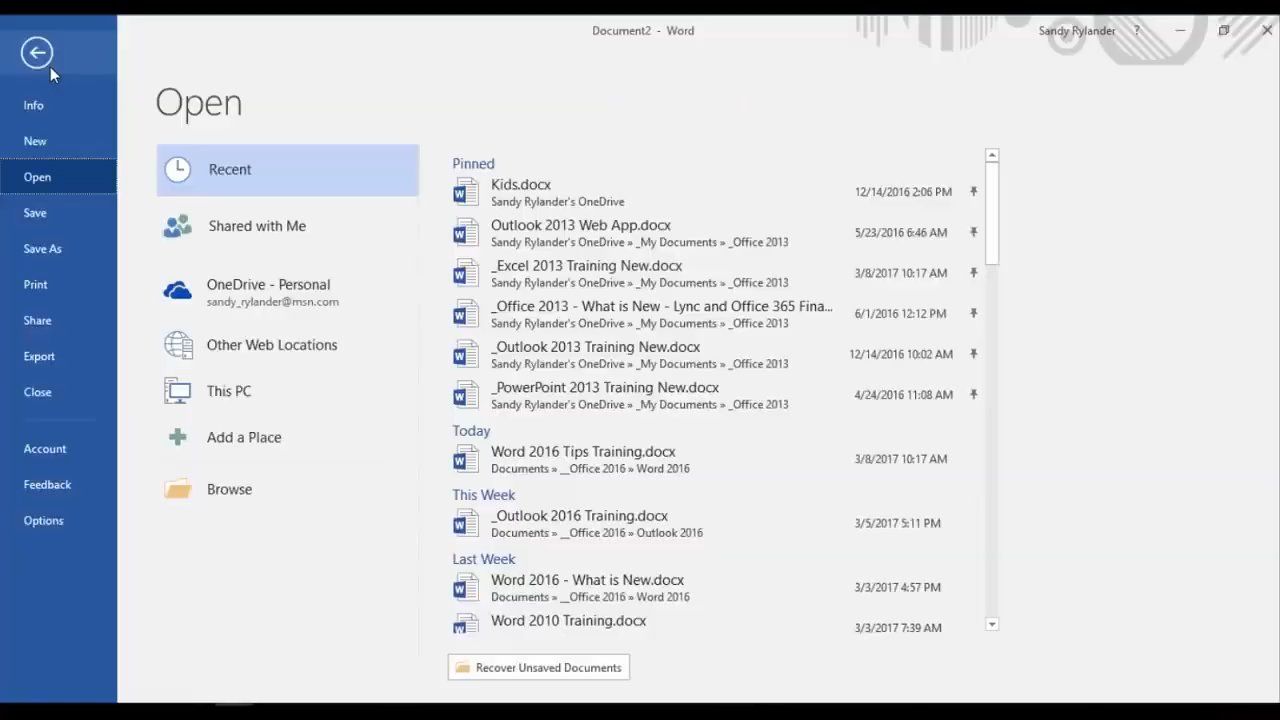 Document2 - Word
Sandy Rylander ?
Info
New
Open
Save
Save As
Print
Share
Export
Close
Account
Feedback
Options
Open
Recent
Shared with Me
OneDrive - Personal
sandy_rylander@msn.com
Other Web Locations
This PC
Add a Place
Browse
Pinned
Kids.docx
Sandy Rylander's OneDrive
12/14/2016 2:06 PM
Outlook 2013 Web App.docx
Sandy Rylander's OneDrive » _My Documents » _Office 2013
5/23/2016 6:46 AM
_Excel 2013 Training New.docx
Sandy Rylander's OneDrive » _My Documents » _Office 2013
3/8/2017 10:17 AM
_Office 2013 - What is New - Lync and Office 365 Fina...
Sandy Rylander's OneDrive » _My Documents » _Office 2013
6/1/2016 12:12 PM
_Outlook 2013 Training New.docx
Sandy Rylander's OneDrive » _My Documents » _Office 2013
12/14/2016 10:02 AM
_PowerPoint 2013 Training New.docx
Sandy Rylander's OneDrive » _My Documents » _Office 2013
4/24/2016 11:08 AM
Today
Word 2016 Tips Training.docx
Documents » __Office 2016 » Word 2016
3/8/2017 10:17 AM
This Week
_Outlook 2016 Training.docx
Documents » __Office 2016 » Outlook 2016
3/5/2017 5:11 PM
Last Week
Word 2016 - What is New.docx
Documents » __Office 2016 » Word 2016
3/3/2017 4:57 PM
Word 2010 Training.docx
3/3/2017 7:39 AM
Recover Unsaved Documents